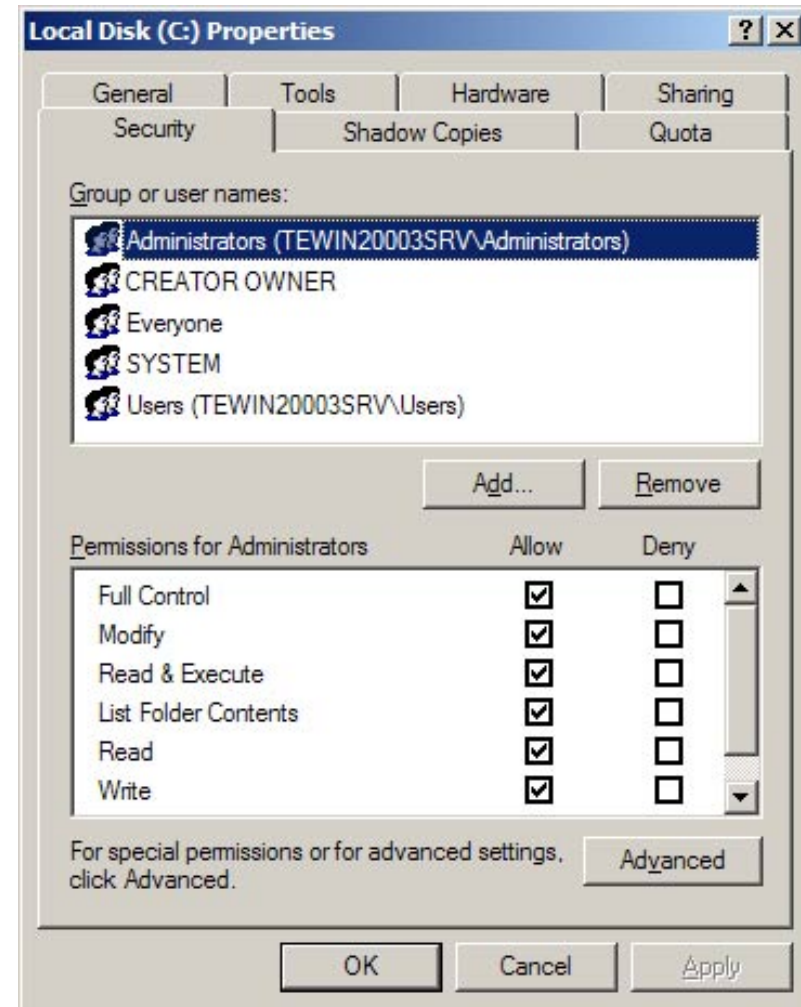 Local Disk (C:) Properties
General Tools Hardware Sharing
Security Shadow Copies Quota
Group or user names:
Administrators (TEWIN20003SRV\Administrators)
CREATOR OWNER
Everyone
SYSTEM
Users (TEWIN20003SRV\Users)
Add... Remove
Permissions for Administrators Allow Deny
Full Control
Modify
Read & Execute
List Folder Contents
Read
Write
For special permissions or for advanced settings,
click Advanced.
Advanced
OK Cancel Apply